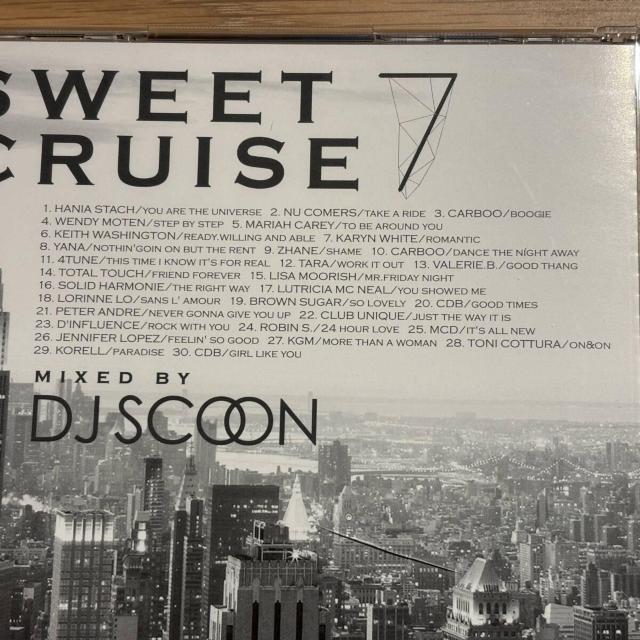 SWEET 7
CRUISE
1. HANIA STACH/YOU ARE THE UNIVERSE 2. NU COMERS/TAKE A RIDE 3. CARBOO/BOOGIE
4. WENDY MOTEN/STEP BY STEP 5. MARIAH CAREY/TO BE AROUND YOU
6. KEITH WASHINGTON/READY.WILLING AND ABLE 7. KARYN WHITE/ROMANTIC
8. YANA/NOTHIN'GOIN ON BUT THE RENT 9. ZHANE/SHAME 10. CARBOO/DANCE THE NIGHT AWAY
11. 4TUNE/THIS TIME I KNOW IT'S FOR REAL 12. TARA/WORK IT OUT 13. VALERIE.B./GOOD THANG
14. TOTAL TOUCH/FRIEND FOREVER 15. LISA MOORISH/MR.FRIDAY NIGHT
16. SOLID HARMONIE/THE RIGHT WAY 17. LUTRICIA MC NEAL/YOU SHOWED ME
18. LORINNE LO/SANS L' AMOUR 19. BROWN SUGAR/SO LOVELY 20. CDB/GOOD TIMES
21. PETER ANDRE/NEVER GONNA GIVE YOU UP 22. CLUB UNIQUE/JUST THE WAY IT IS
23. D'INFLUENCE/ROCK WITH YOU 24. ROBIN S./24 HOUR LOVE 25. MCD/IT'S ALL NEW
26. JENNIFER LOPEZ/FEELIN' SO GOOD 27. KGM/MORE THAN A WOMAN 28. TONI COTTURA/ON&ON
29. KORELL/PARADISE 30. CDB/GIRL LIKE YOU
MIXED BY
DJ SCOON